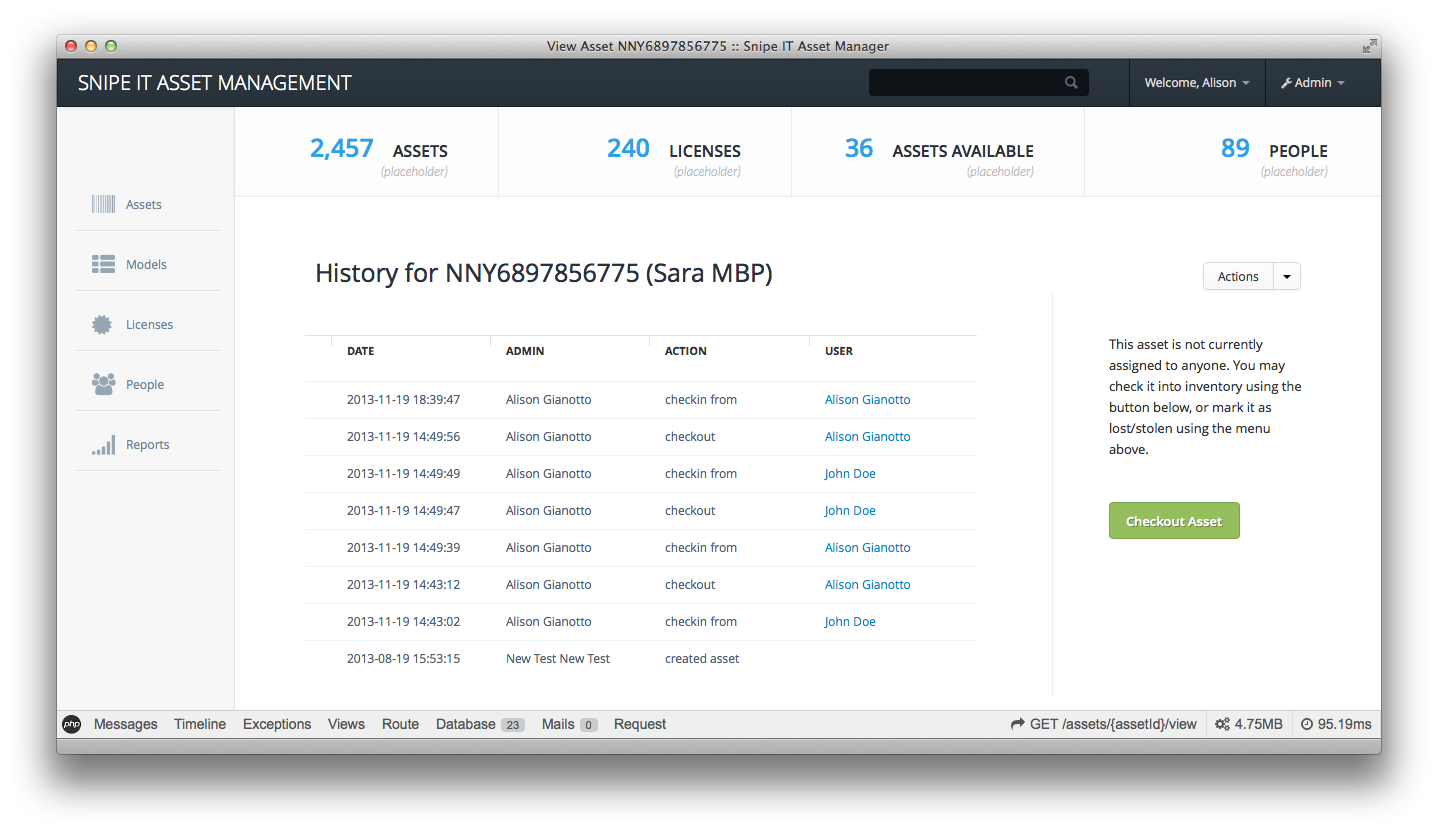 View Asset NNY6897856775 :: Snipe IT Asset Manager
SNIPE IT ASSET MANAGEMENT
Welcome, Alison
Admin
2,457 ASSETS
(placeholder)
240 LICENSES
(placeholder)
36 ASSETS AVAILABLE
(placeholder)
89 PEOPLE
(placeholder)
Assets
Models
Licenses
People
Reports
History for NNY6897856775 (Sara MBP)
Actions
DATE ADMIN ACTION USER
2013-11-19 18:39:47 Alison Gianotto checkin from Alison Gianotto
2013-11-19 14:49:56 Alison Gianotto checkout Alison Gianotto
2013-11-19 14:49:49 Alison Gianotto checkin from John Doe
2013-11-19 14:49:47 Alison Gianotto checkout John Doe
2013-11-19 14:49:39 Alison Gianotto checkin from Alison Gianotto
2013-11-19 14:43:12 Alison Gianotto checkout Alison Gianotto
2013-11-19 14:43:02 Alison Gianotto checkin from John Doe
2013-08-19 15:53:15 New Test New Test created asset
This asset is not currently
assigned to anyone. You may
check it into inventory using the
button below, or mark it as
lost/stolen using the menu
above.
Checkout Asset
php Messages Timeline Exceptions Views Route Database 23 Mails 0 Request GET /assets/{assetId}/view 4.75MB 95.19ms